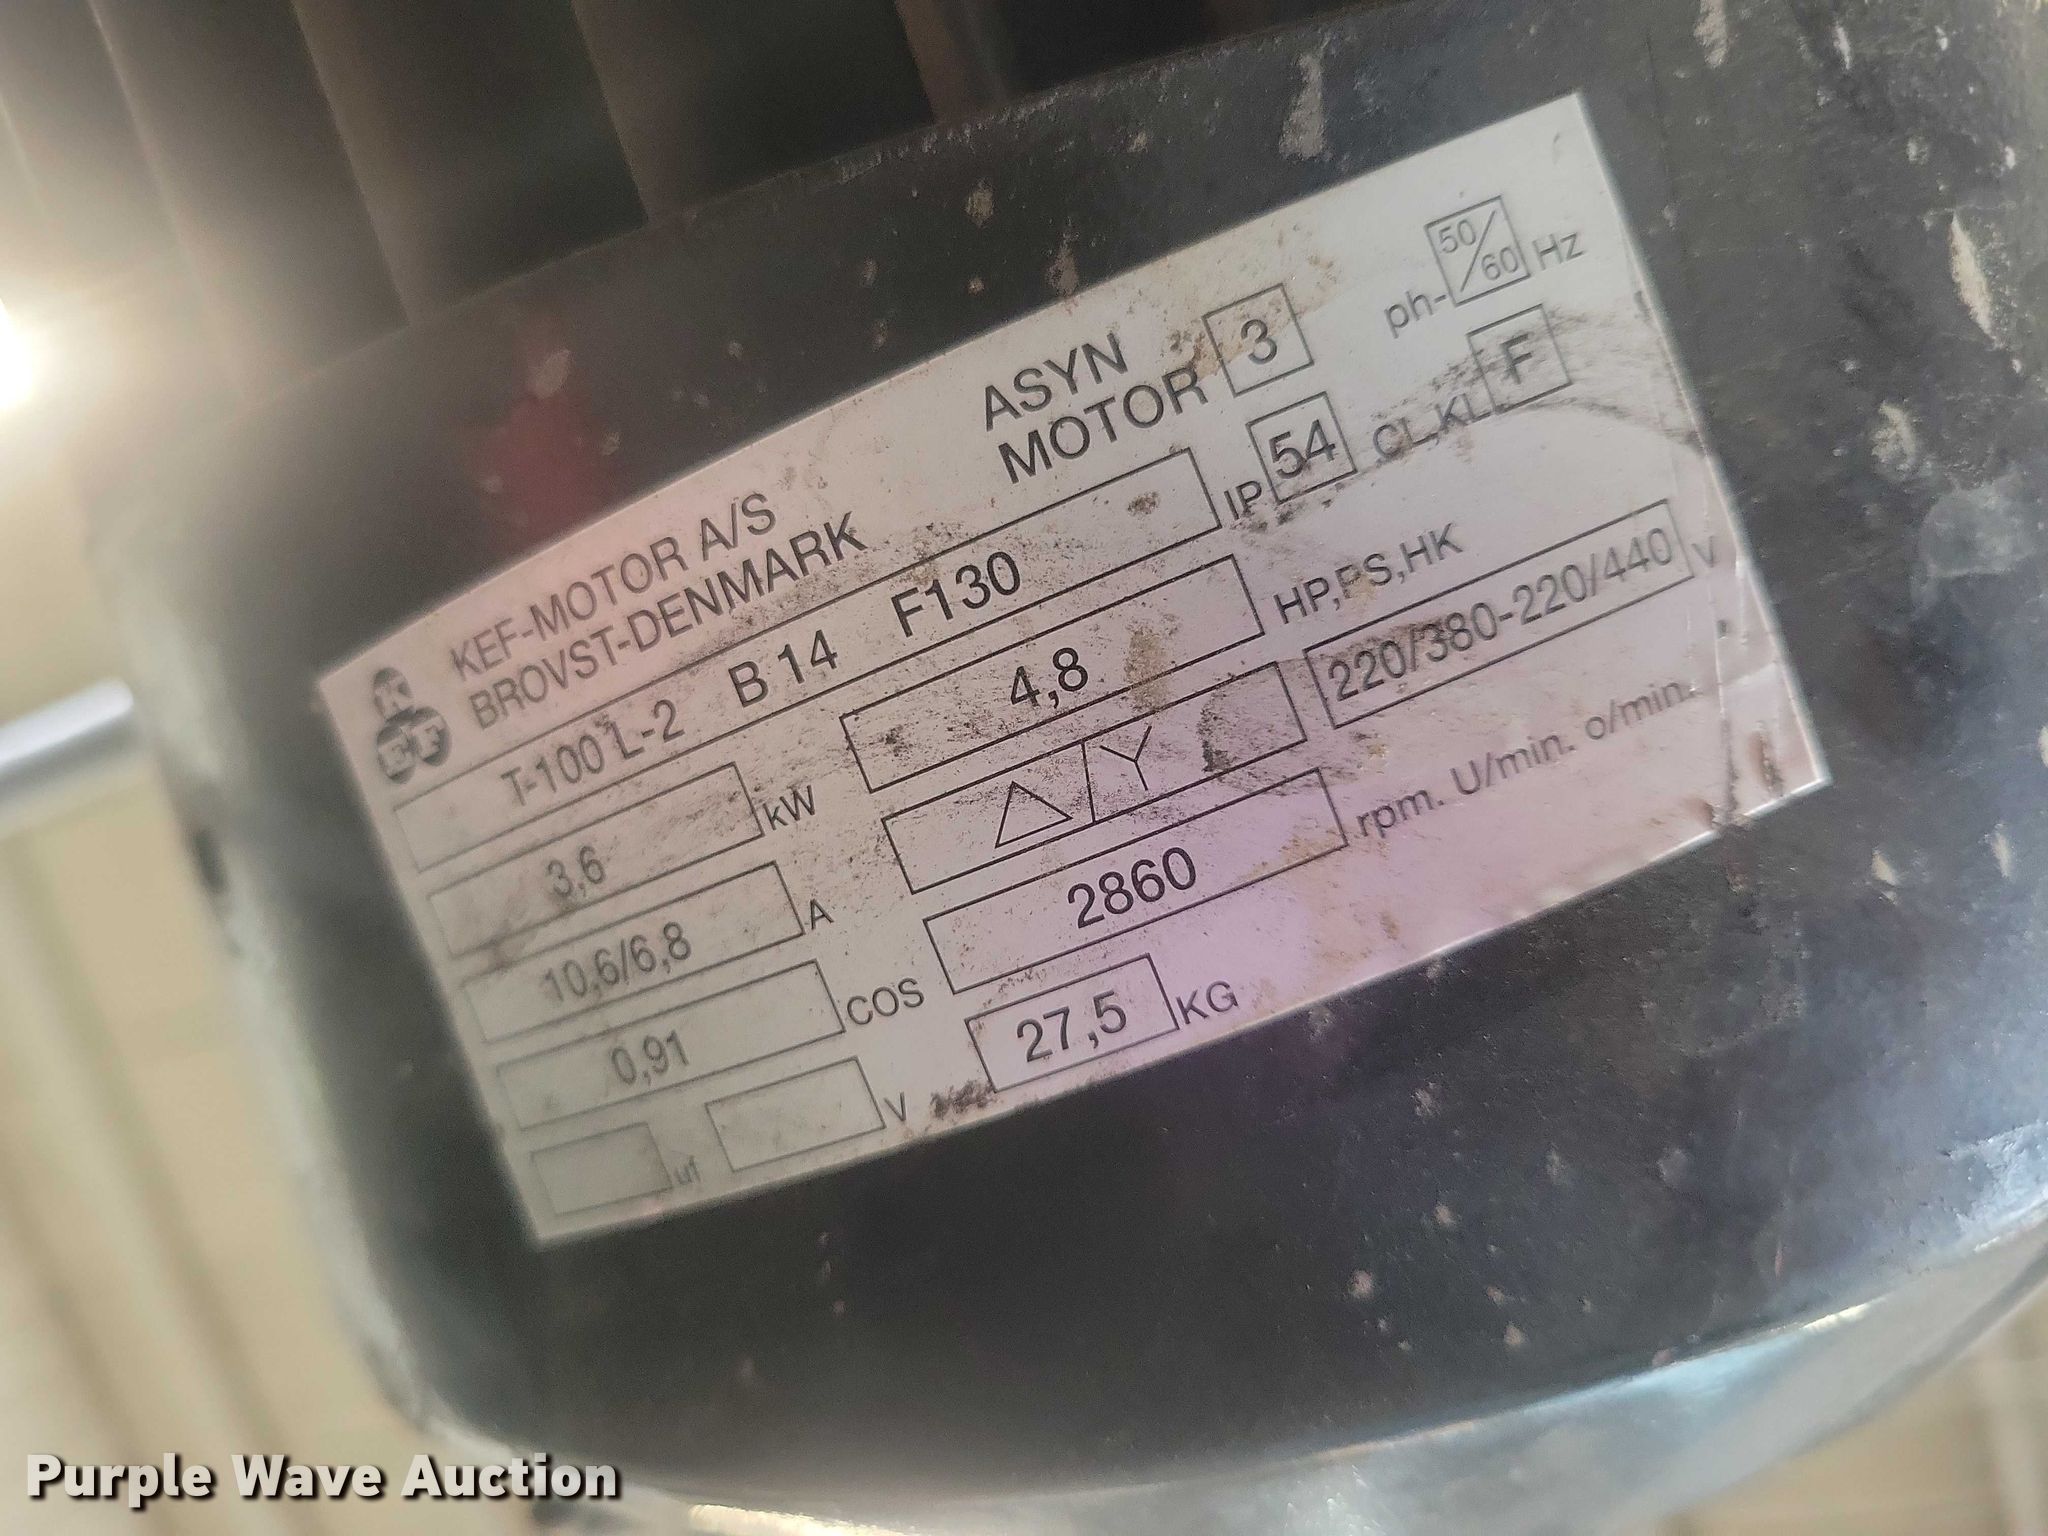 K
E F
KEF-MOTOR A/S
BROVST-DENMARK
ASYN
MOTOR 3 ph- 50/60 Hz
T-100 L-2 B 14 F130 IP 54 CL,KL F
3,6 kW 4,8 HP,PS,HK
10,6/6,8 A △/Y 220/380-220/440 V
0,91 COS 2860 rpm. U/min. o/min.
uf V 27,5 KG
Purple Wave Auction